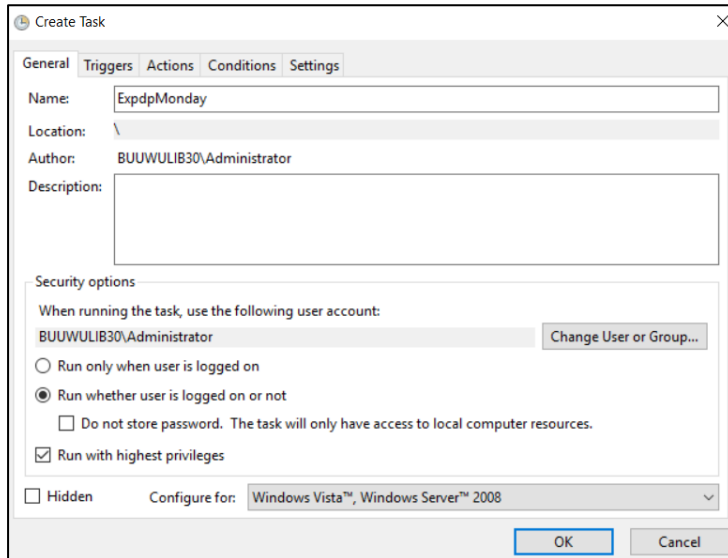 Create Task
General Triggers Actions Conditions Settings
Name: ExpdpMonday
Location: \
Author: BUUWULIB30\Administrator
Description:
Security options
When running the task, use the following user account:
BUUWULIB30\Administrator Change User or Group...
Run only when user is logged on
Run whether user is logged on or not
Do not store password. The task will only have access to local computer resources.
Run with highest privileges
Hidden Configure for: Windows Vista™, Windows Server™ 2008
OK Cancel